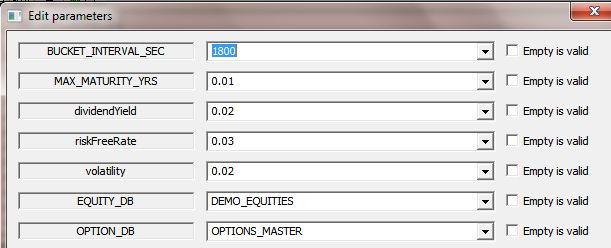 Edit parameters
BUCKET_INTERVAL_SEC 1800 Empty is valid
MAX_MATURITY_YRS 0.01 Empty is valid
dividendYield 0.02 Empty is valid
riskFreeRate 0.03 Empty is valid
volatility 0.02 Empty is valid
EQUITY_DB DEMO_EQUITIES Empty is valid
OPTION_DB OPTIONS_MASTER Empty is valid